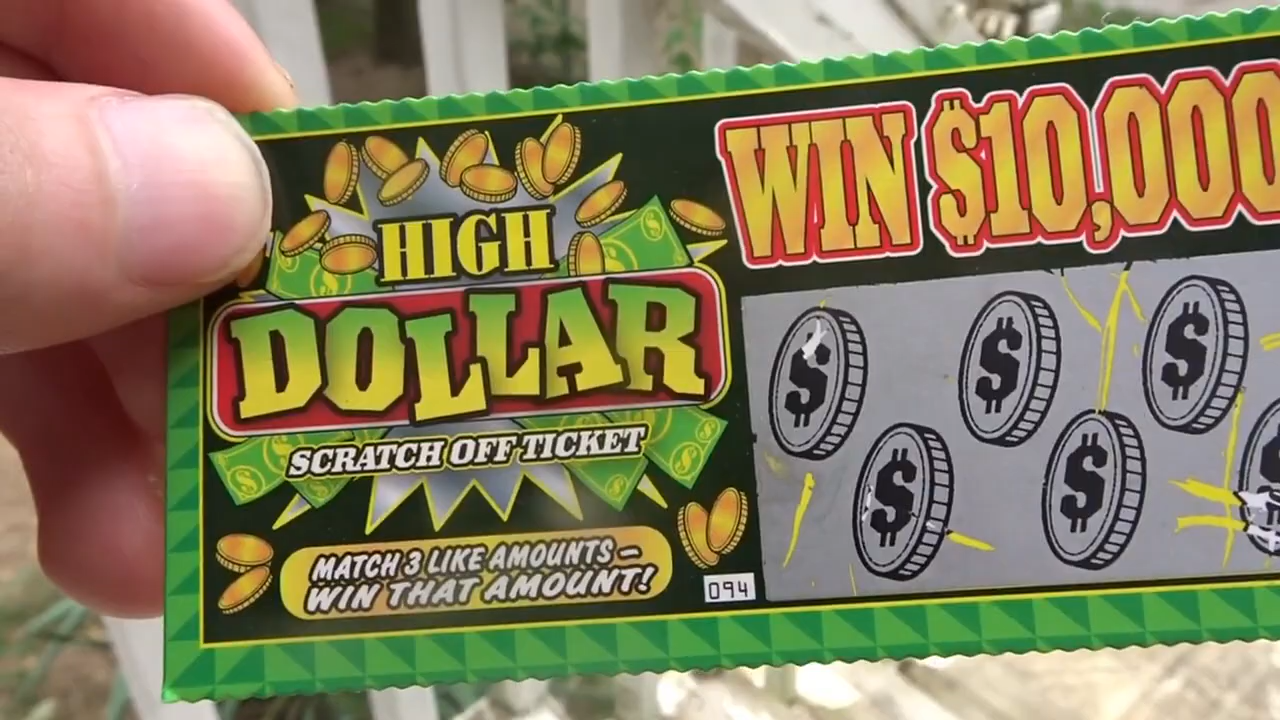 HIGH
DOLLAR
SCRATCH OFF TICKET
MATCH 3 LIKE AMOUNTS –
WIN THAT AMOUNT!
WIN $10,000
094